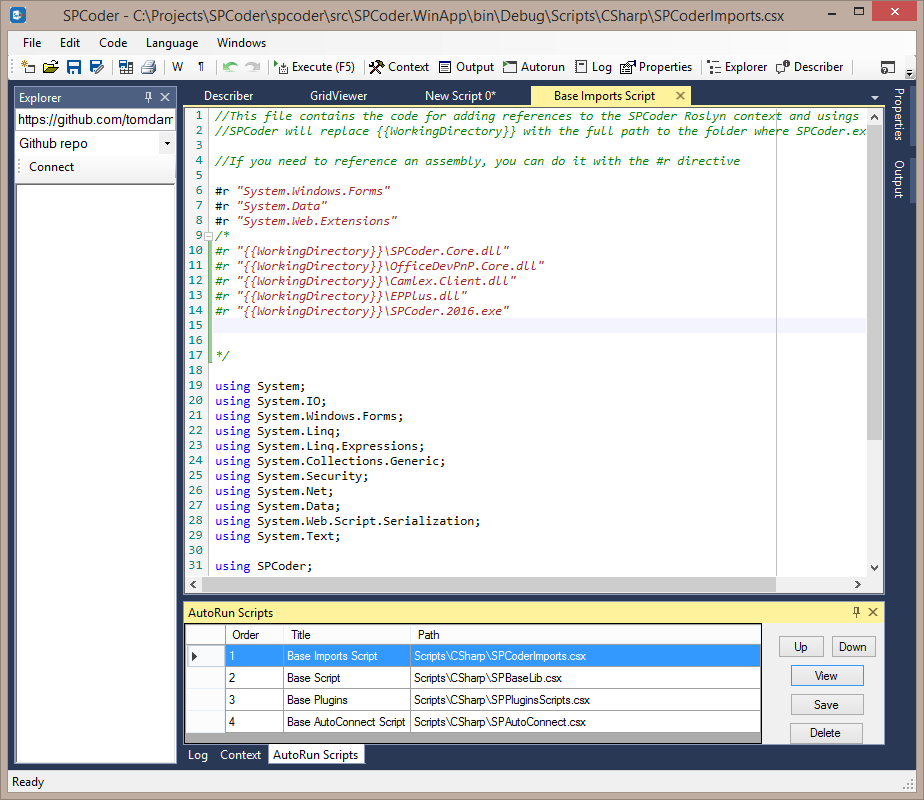 SPCoder - C:\Projects\SPCoder\spcoder\src\SPCoder.WinApp\bin\Debug\Scripts\CSharp\SPCoderImports.csx
File Edit Code Language Windows
W ¶ Execute (F5) Context Output Autorun Log Properties Explorer Describer
Explorer
https://github.com/tomdam
Github repo
Connect
Describer GridViewer New Script 0* Base Imports Script
1 //This file contains the code for adding references to the SPCoder Roslyn context and usings
2 //SPCoder will replace {{WorkingDirectory}} with the full path to the folder where SPCoder.ex
3
4 //If you need to reference an assembly, you can do it with the #r directive
5
6 #r "System.Windows.Forms"
7 #r "System.Data"
8 #r "System.Web.Extensions"
9 /*
10 #r "{{WorkingDirectory}}\SPCoder.Core.dll"
11 #r "{{WorkingDirectory}}\OfficeDevPnP.Core.dll"
12 #r "{{WorkingDirectory}}\Camlex.Client.dll"
13 #r "{{WorkingDirectory}}\EPPlus.dll"
14 #r "{{WorkingDirectory}}\SPCoder.2016.exe"
15
16
17 */
18
19 using System;
20 using System.IO;
21 using System.Windows.Forms;
22 using System.Linq;
23 using System.Linq.Expressions;
24 using System.Collections.Generic;
25 using System.Security;
26 using System.Net;
27 using System.Data;
28 using System.Web.Script.Serialization;
29 using System.Text;
30
31 using SPCoder;
Properties
Output
AutoRun Scripts
Order Title Path
1 Base Imports Script Scripts\CSharp\SPCoderImports.csx
2 Base Script Scripts\CSharp\SPBaseLib.csx
3 Base Plugins Scripts\CSharp\SPPluginsScripts.csx
4 Base AutoConnect Script Scripts\CSharp\SPAutoConnect.csx
Up Down
View
Save
Delete
Log Context AutoRun Scripts
Ready